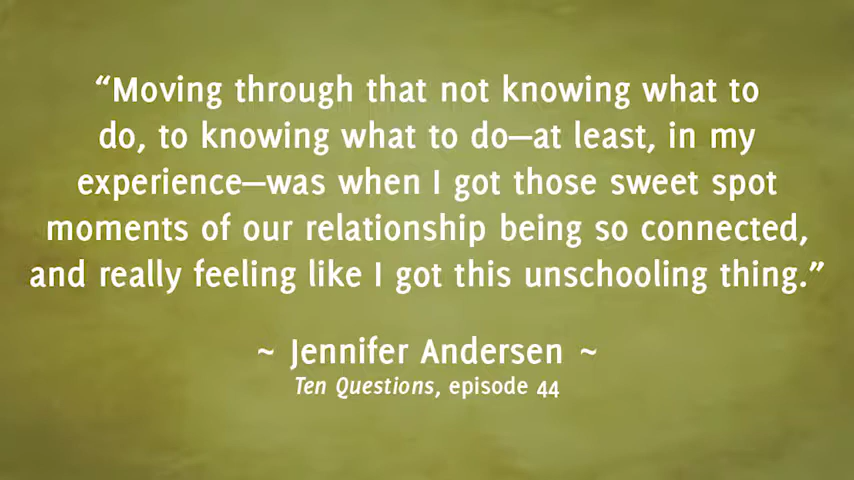 “Moving through that not knowing what to
do, to knowing what to do—at least, in my
experience—was when I got those sweet spot
moments of our relationship being so connected,
and really feeling like I got this unschooling thing.”
~ Jennifer Andersen ~
Ten Questions, episode 44